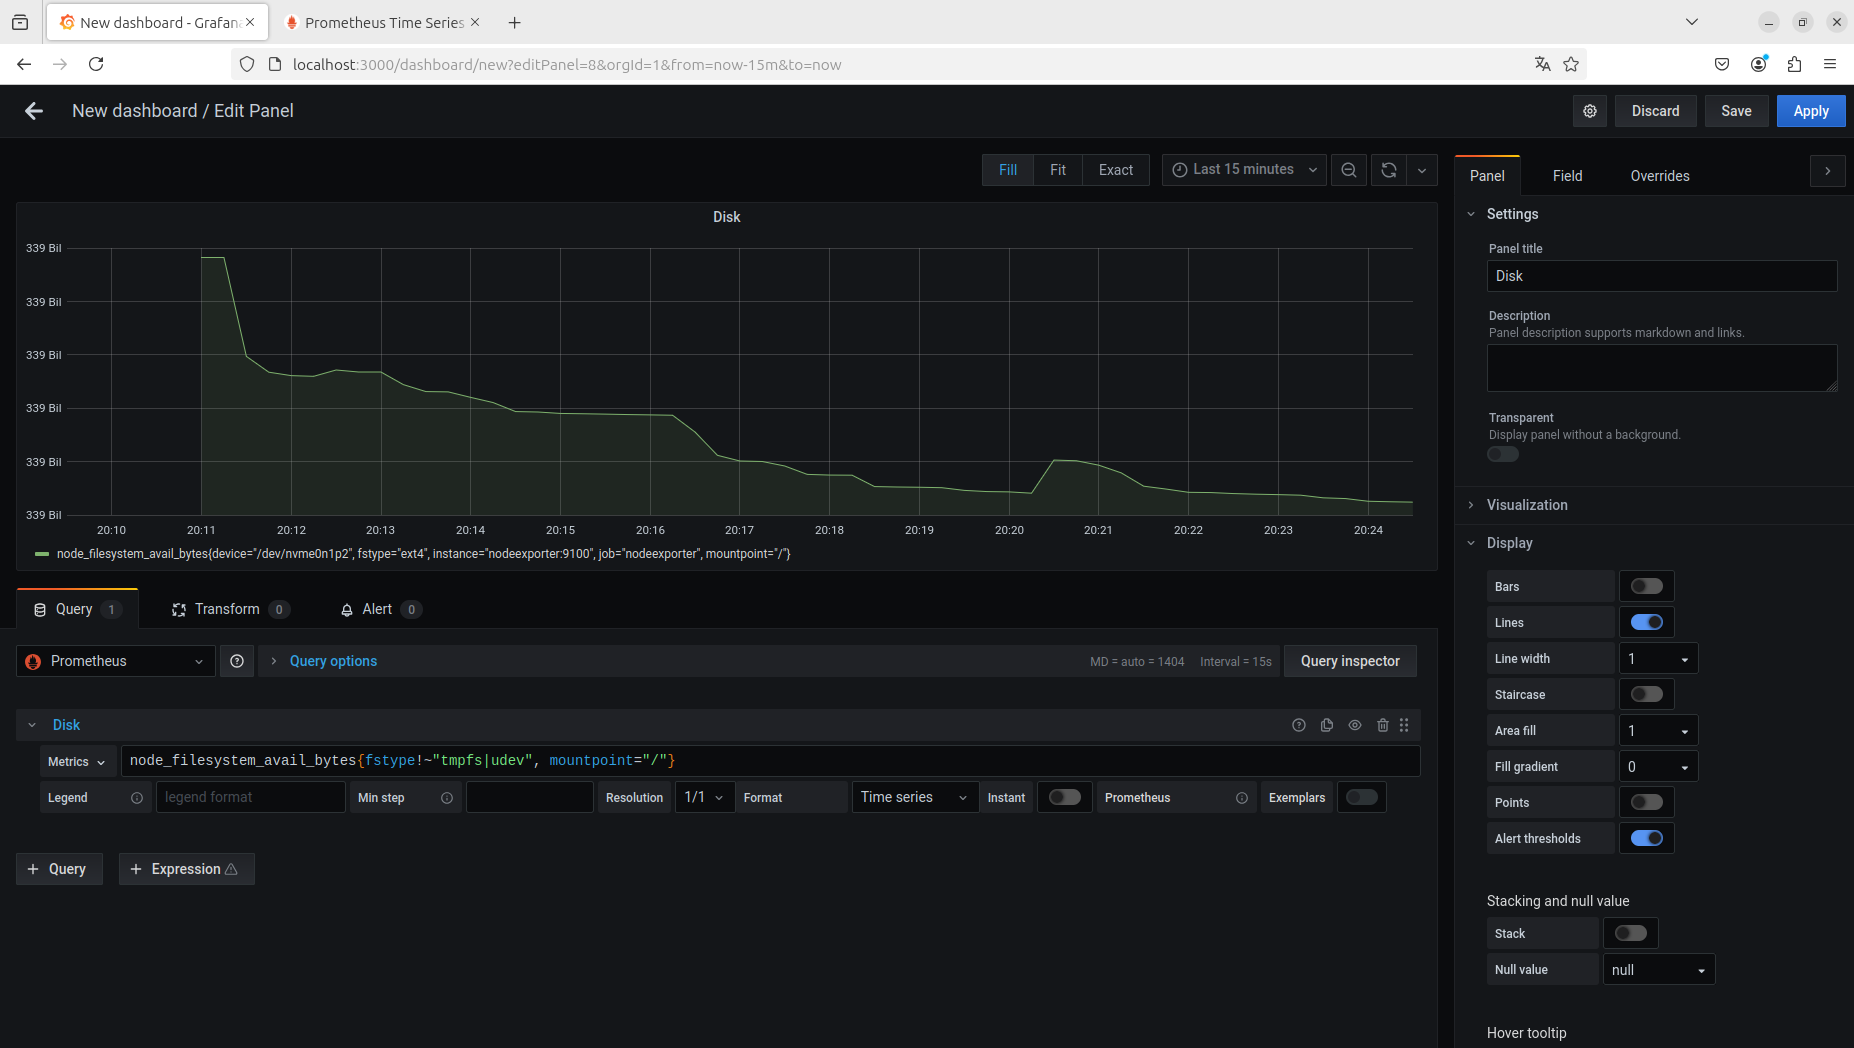 New dashboard - Grafan
Prometheus Time Series
localhost:3000/dashboard/new?editPanel=8&orgId=1&from=now-15m&to=now
New dashboard / Edit Panel
Discard
Save
Apply
Fill
Fit
Exact
Last 15 minutes
Panel
Field
Overrides
Disk
339 Bil
339 Bil
339 Bil
339 Bil
339 Bil
339 Bil
20:10 20:11 20:12 20:13 20:14 20:15 20:16 20:17 20:18 20:19 20:20 20:21 20:22 20:23 20:24
node_filesystem_avail_bytes{device="/dev/nvme0n1p2", fstype="ext4", instance="nodeexporter:9100", job="nodeexporter", mountpoint="/"}
Query 1
Transform 0
Alert 0
Prometheus
Query options
MD = auto = 1404
Interval = 15s
Query inspector
Disk
Metrics
node_filesystem_avail_bytes{fstype!~"tmpfs|udev", mountpoint="/"}
Legend
legend format
Min step
Resolution
1/1
Format
Time series
Instant
Prometheus
Exemplars
+ Query
+ Expression
Settings
Panel title
Disk
Description
Panel description supports markdown and links.
Transparent
Display panel without a background.
Visualization
Display
Bars
Lines
Line width 1
Staircase
Area fill 1
Fill gradient 0
Points
Alert thresholds
Stacking and null value
Stack
Null value null
Hover tooltip